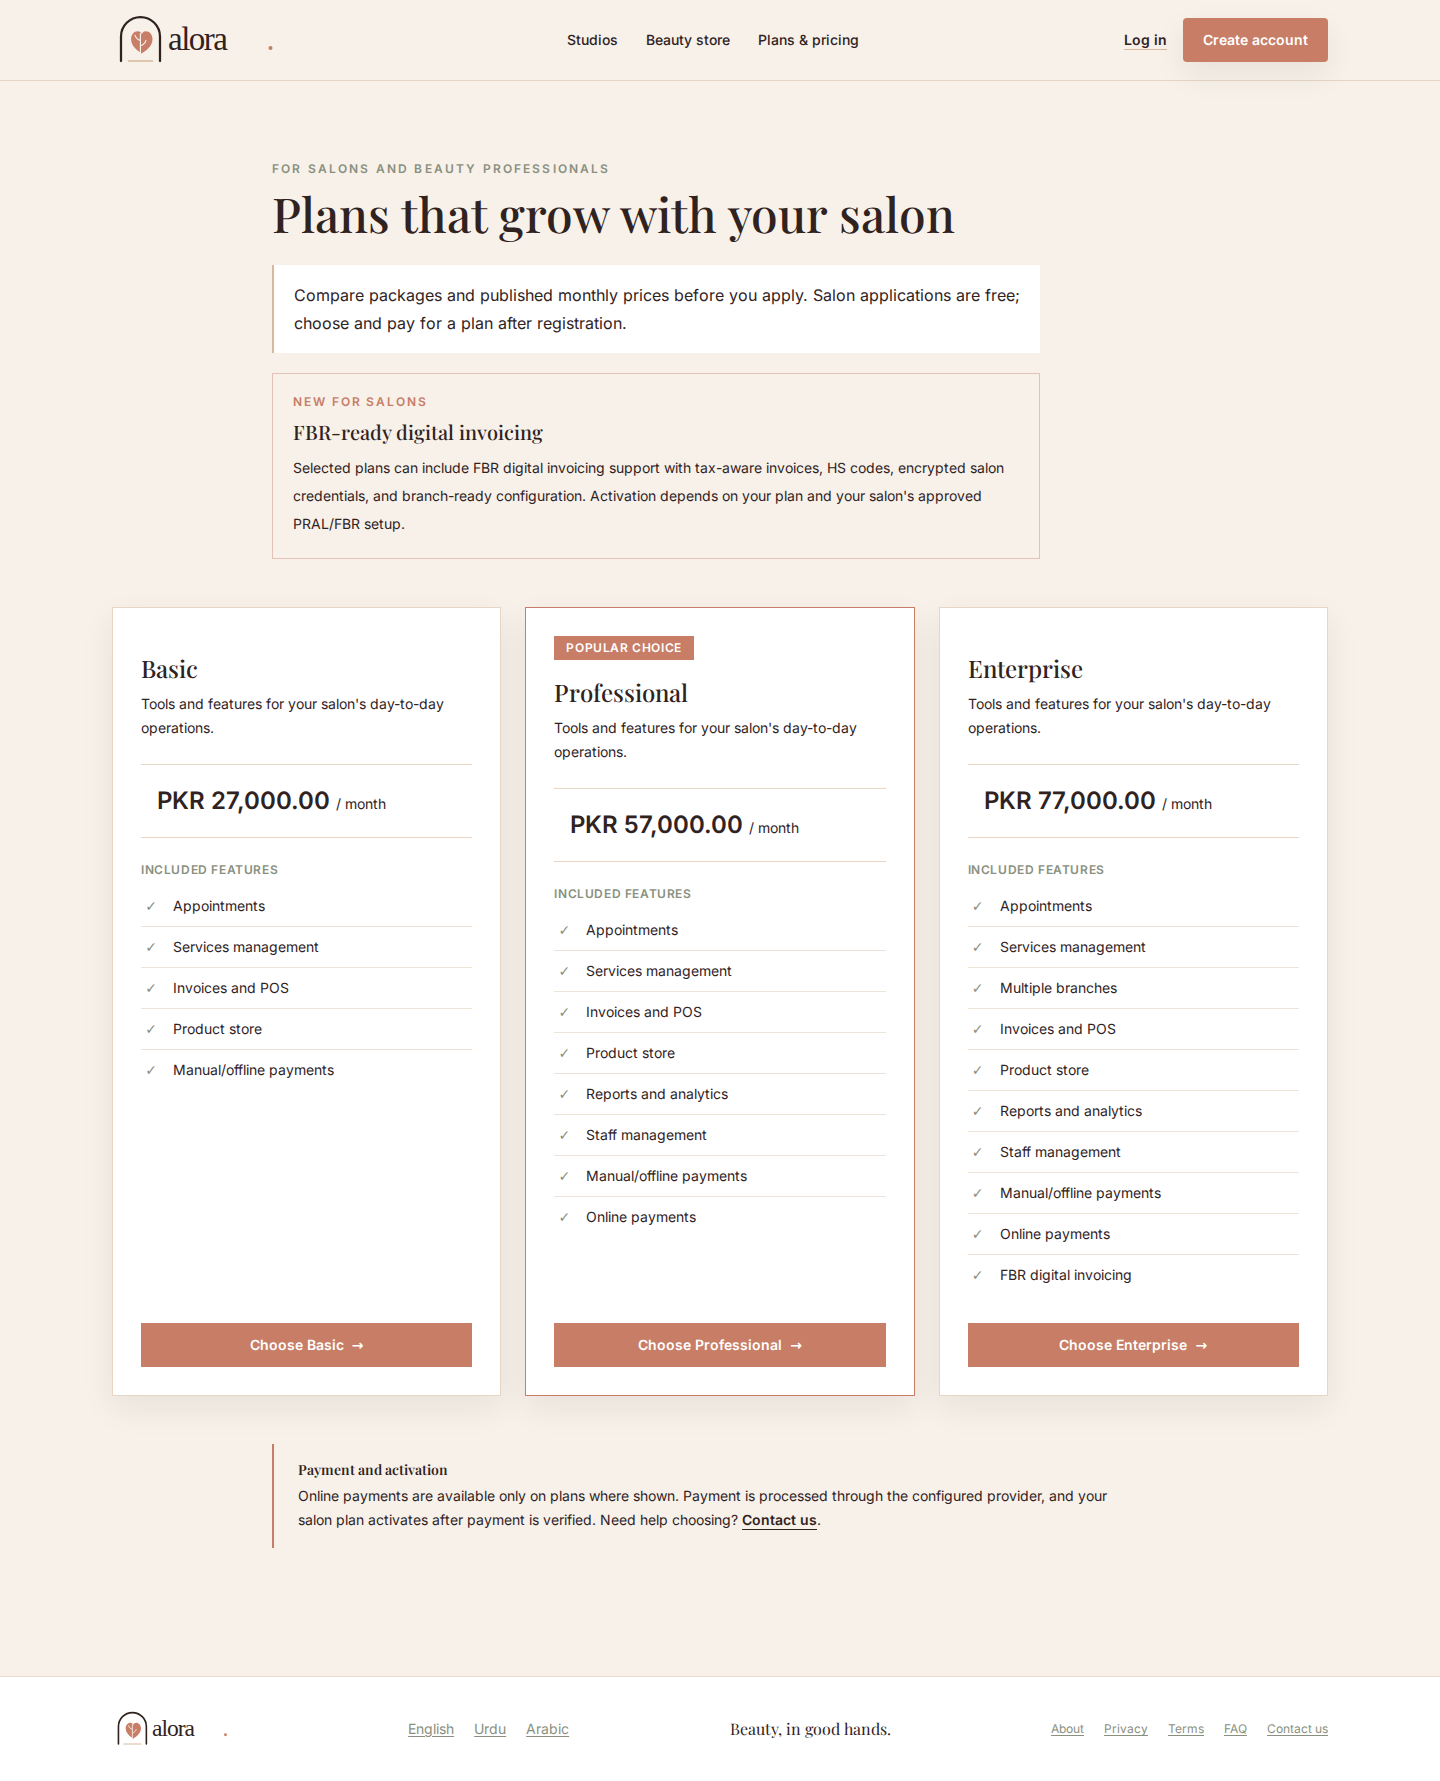 alora.
Studios Beauty store Plans & pricing
Log in Create account
FOR SALONS AND BEAUTY PROFESSIONALS
Plans that grow with your salon
Compare packages and published monthly prices before you apply. Salon applications are free;
choose and pay for a plan after registration.
NEW FOR SALONS
FBR-ready digital invoicing
Selected plans can include FBR digital invoicing support with tax-aware invoices, HS codes, encrypted salon
credentials, and branch-ready configuration. Activation depends on your plan and your salon's approved
PRAL/FBR setup.
Basic
Tools and features for your salon's day-to-day
operations.
PKR 27,000.00 / month
INCLUDED FEATURES
✓ Appointments
✓ Services management
✓ Invoices and POS
✓ Product store
✓ Manual/offline payments
Choose Basic →
POPULAR CHOICE
Professional
Tools and features for your salon's day-to-day
operations.
PKR 57,000.00 / month
INCLUDED FEATURES
✓ Appointments
✓ Services management
✓ Invoices and POS
✓ Product store
✓ Reports and analytics
✓ Staff management
✓ Manual/offline payments
✓ Online payments
Choose Professional →
Enterprise
Tools and features for your salon's day-to-day
operations.
PKR 77,000.00 / month
INCLUDED FEATURES
✓ Appointments
✓ Services management
✓ Multiple branches
✓ Invoices and POS
✓ Product store
✓ Reports and analytics
✓ Staff management
✓ Manual/offline payments
✓ Online payments
✓ FBR digital invoicing
Choose Enterprise →
Payment and activation
Online payments are available only on plans where shown. Payment is processed through the configured provider, and your
salon plan activates after payment is verified. Need help choosing? Contact us.
alora.
English Urdu Arabic
Beauty, in good hands.
About Privacy Terms FAQ Contact us